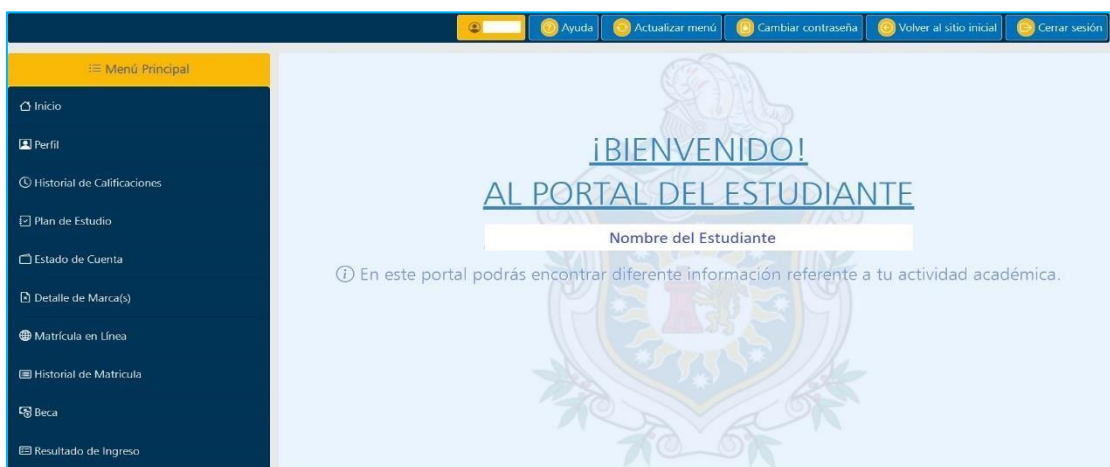 Ayuda
Actualizar menú
Cambiar contraseña
Volver al sitio inicial
Cerrar sesión
Menú Principal
Inicio
Perfil
Historial de Calificaciones
Plan de Estudio
Estado de Cuenta
Detalle de Marca(s)
Matrícula en Línea
Historial de Matricula
Beca
Resultado de Ingreso
¡BIENVENIDO!
AL PORTAL DEL ESTUDIANTE
Nombre del Estudiante
En este portal podrás encontrar diferente información referente a tu actividad académica.